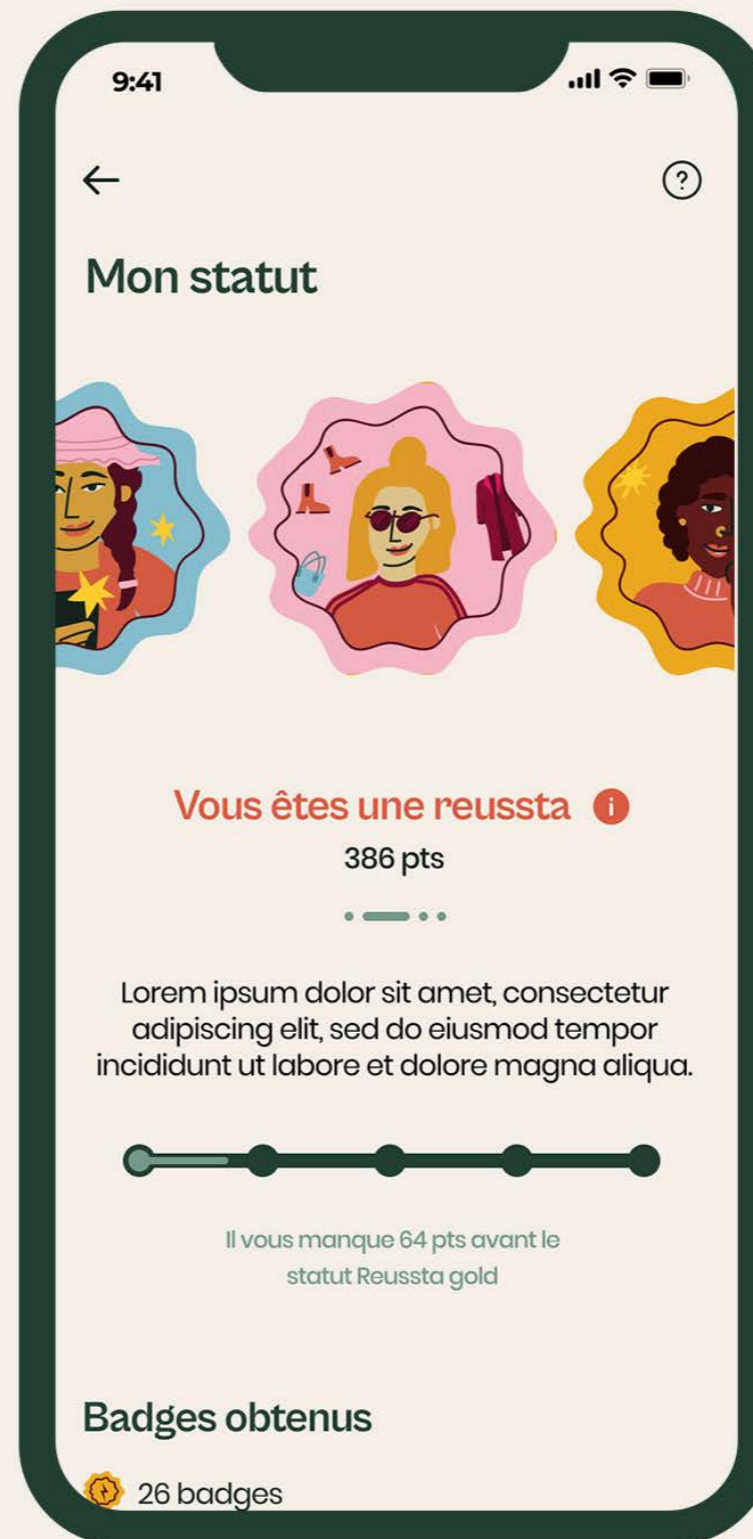 9:41
?
Mon statut
Vous êtes une reussta i
386 pts
Lorem ipsum dolor sit amet, consectetur
adipiscing elit, sed do eiusmod tempor
incididunt ut labore et dolore magna aliqua.
Il vous manque 64 pts avant le
statut Reussta gold
Badges obtenus
26 badges